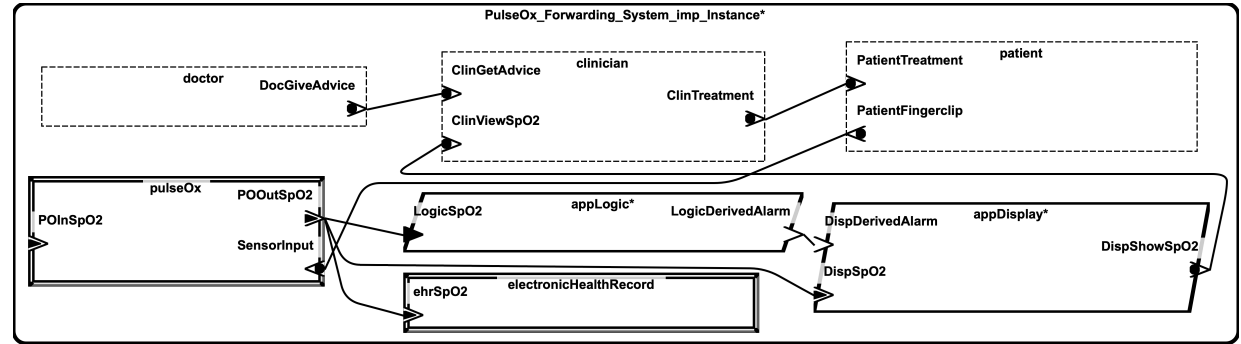 PulseOx_Forwarding_System_imp_Instance*
doctor
DocGiveAdvice
clinician
ClinGetAdvice
ClinTreatment
ClinViewSpO2
patient
PatientTreatment
PatientFingerclip
pulseOx
POOutSpO2
POInSpO2
SensorInput
appLogic*
LogicSpO2
LogicDerivedAlarm
appDisplay*
DispDerivedAlarm
DispShowSpO2
DispSpO2
electronicHealthRecord
ehrSpO2